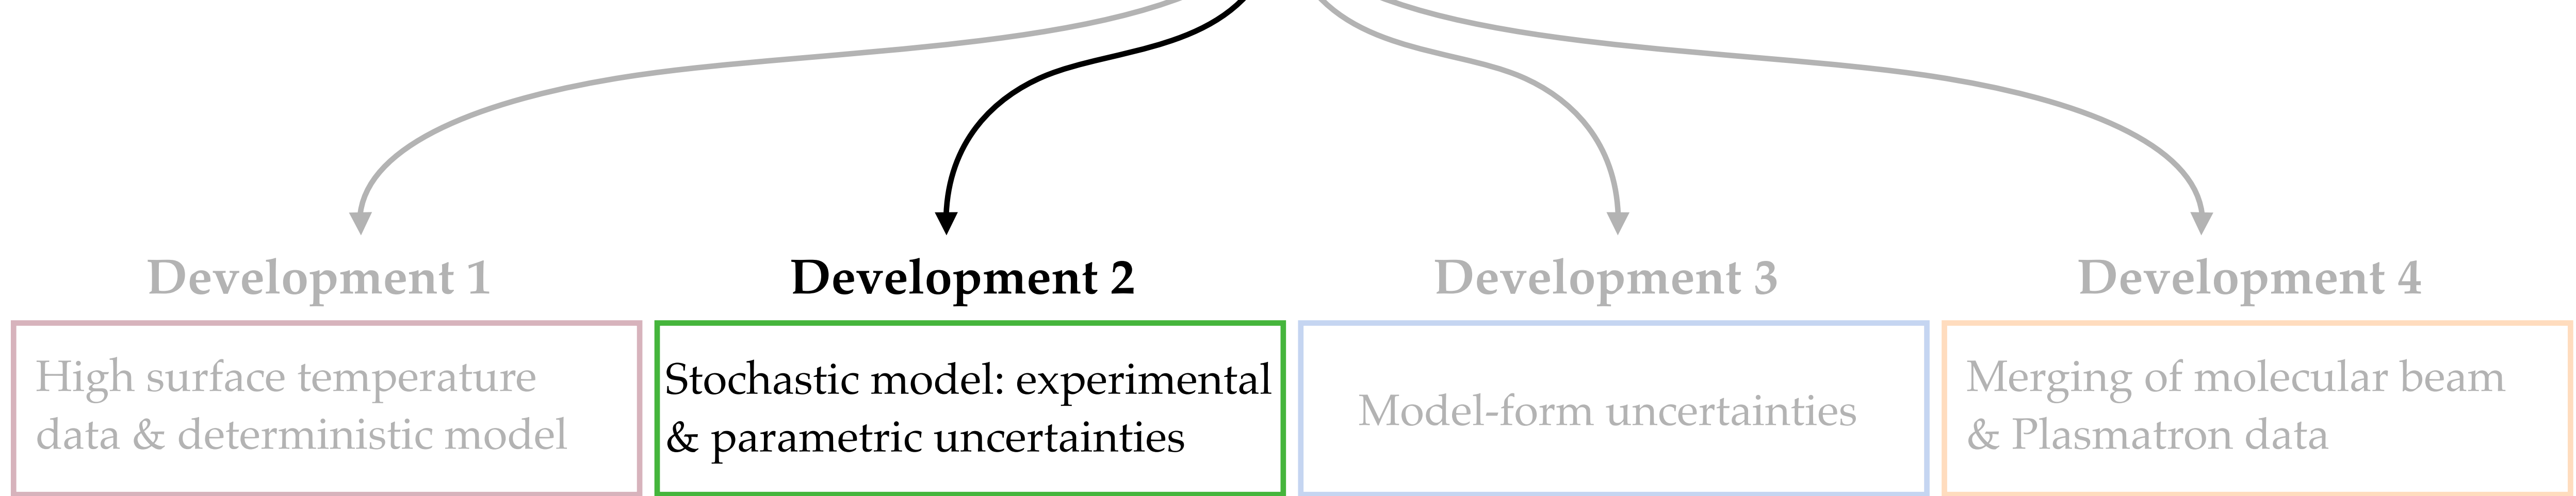 Development 1
Development 2
Development 3
Development 4
High surface temperature
data & deterministic model
Stochastic model: experimental
& parametric uncertainties
Model-form uncertainties
Merging of molecular beam
& Plasmatron data